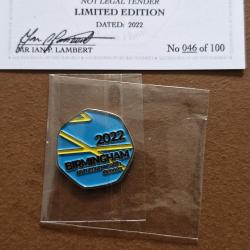 NOT LEGAL TENDER
LIMITED EDITION
DATED: 2022
MR IAN P. LAMBERT
No 046 of 100
2022
BIRMINGHAM